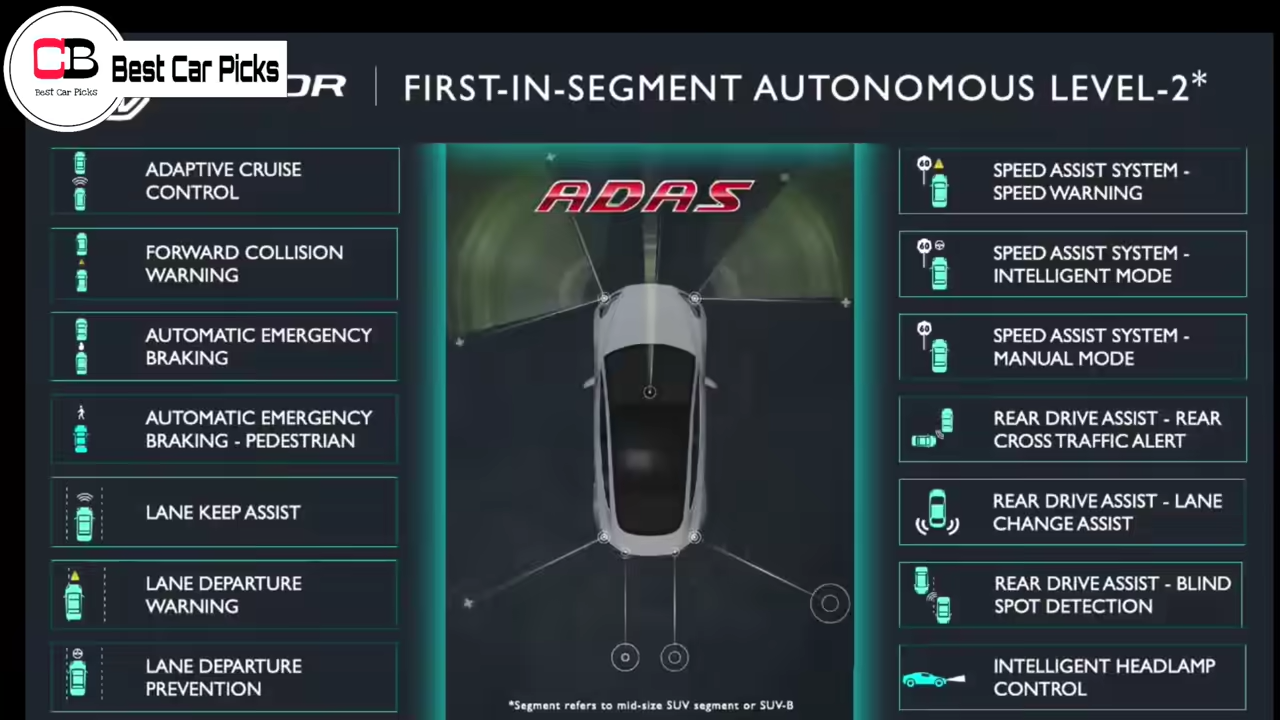 CB
Best Car Picks
Best Car Picks
OR
FIRST-IN-SEGMENT AUTONOMOUS LEVEL-2*
ADAPTIVE CRUISE
CONTROL
FORWARD COLLISION
WARNING
AUTOMATIC EMERGENCY
BRAKING
AUTOMATIC EMERGENCY
BRAKING - PEDESTRIAN
LANE KEEP ASSIST
LANE DEPARTURE
WARNING
LANE DEPARTURE
PREVENTION
ADAS
*Segment refers to mid-size SUV segment or SUV-B
40
SPEED ASSIST SYSTEM -
SPEED WARNING
40
SPEED ASSIST SYSTEM -
INTELLIGENT MODE
40
SPEED ASSIST SYSTEM -
MANUAL MODE
REAR DRIVE ASSIST - REAR
CROSS TRAFFIC ALERT
REAR DRIVE ASSIST - LANE
CHANGE ASSIST
REAR DRIVE ASSIST - BLIND
SPOT DETECTION
INTELLIGENT HEADLAMP
CONTROL